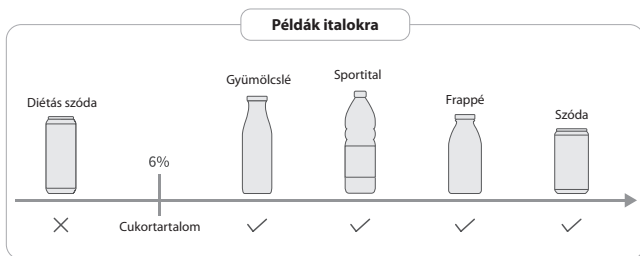 Példák italokra
Diétás szóda
Gyümölcslé
Sportital
Frappé
Szóda
6%
Cukortartalom